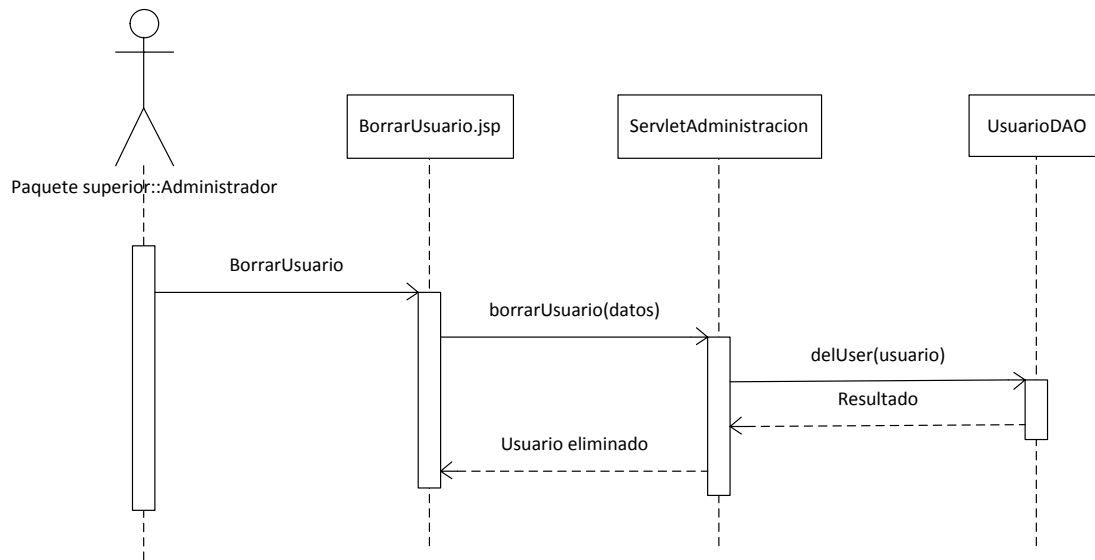 BorrarUsuario.jsp
ServletAdministracion
UsuarioDAO
Paquete superior::Administrador
BorrarUsuario
borrarUsuario(datos)
delUser(usuario)
Resultado
Usuario eliminado